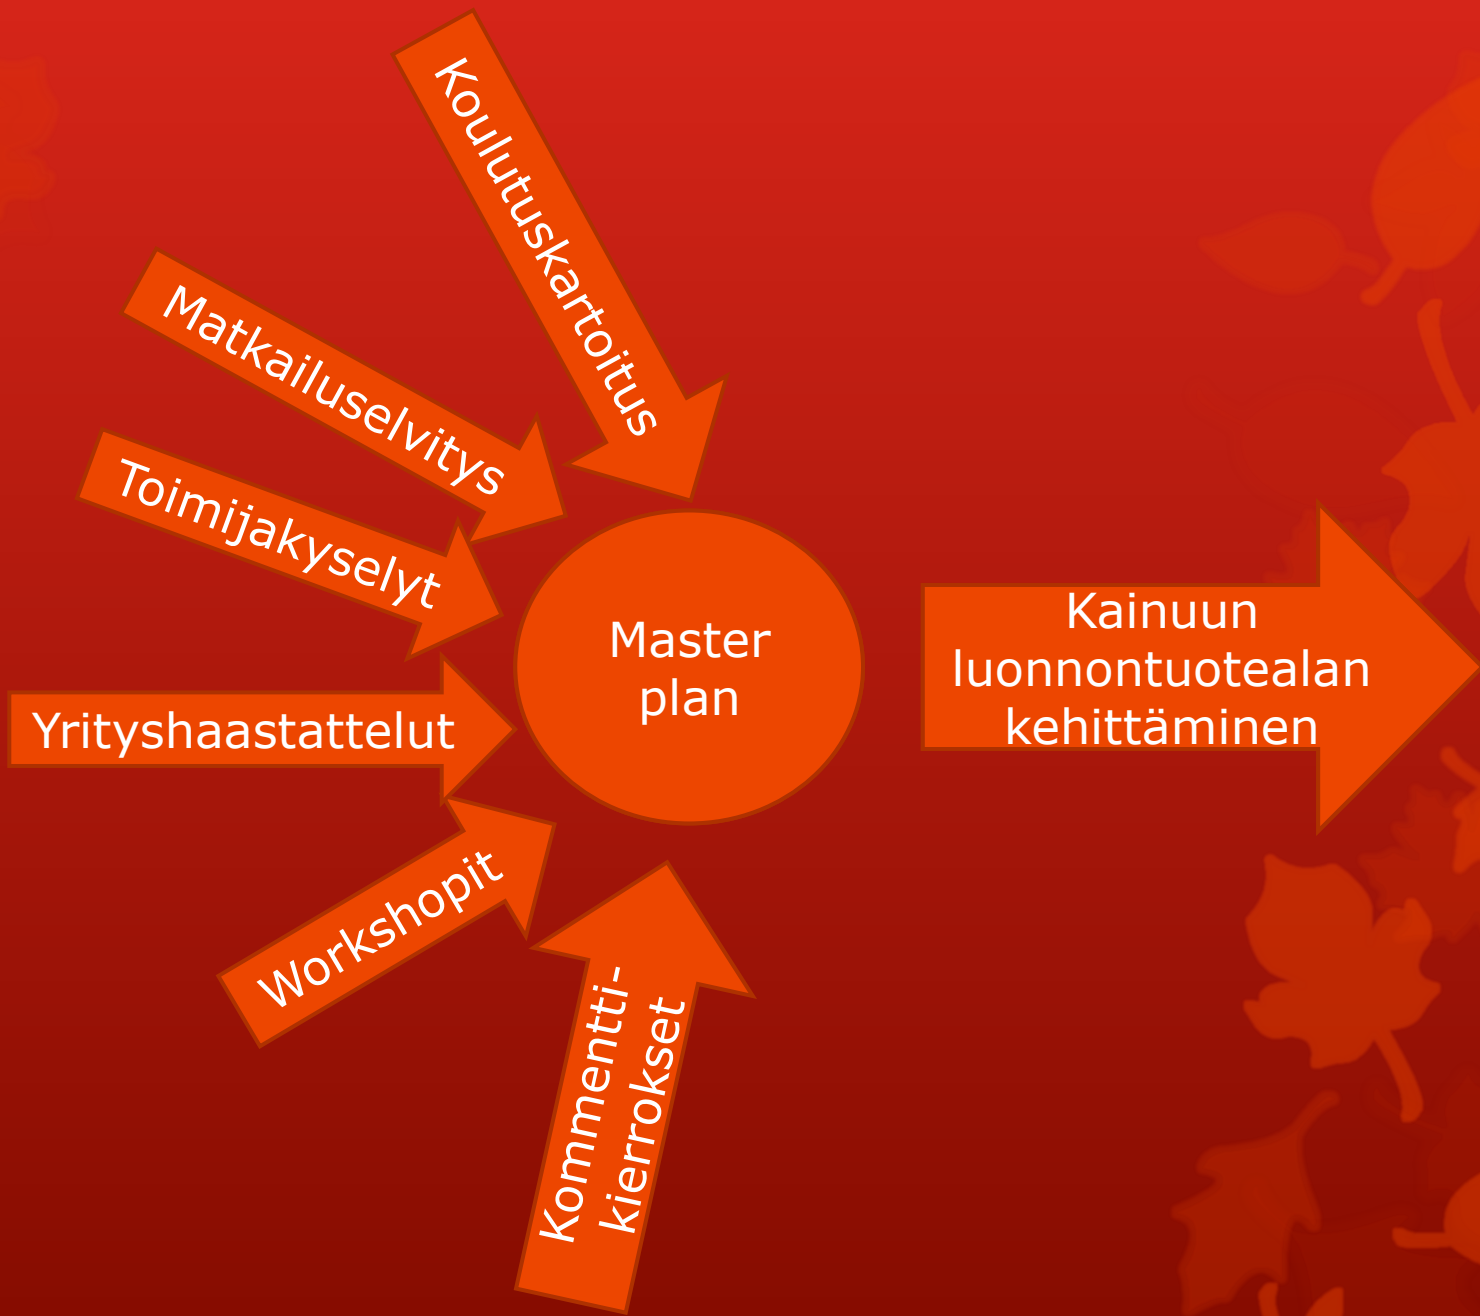 Koulutuskartoitus
Matkailuselvitys
Toimijakyselyt
Yrityshaastattelut
Workshopit
Kommentti-
kierrokset
Master
plan
Kainuun
luonnontuotealan
kehittäminen